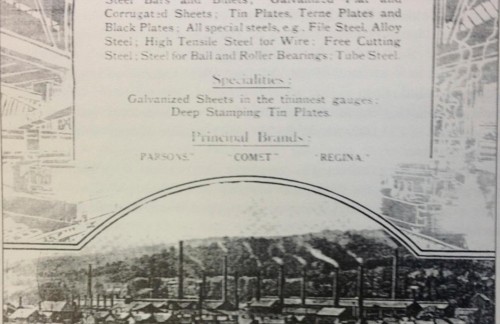 Steel Bars and Billets; Galvanized Flat and
Corrugated Sheets; Tin Plates, Terne Plates and
Black Plates; All special steels, e.g. File Steel, Alloy
Steel; High Tensile Steel for Wire; Free Cutting
Steel; Steel for Ball and Roller Bearings; Tube Steel.
Specialities:
Galvanized Sheets in the thinnest gauges;
Deep Stamping Tin Plates.
Principal Brands:
"PARSONS" "COMET" "REGINA"